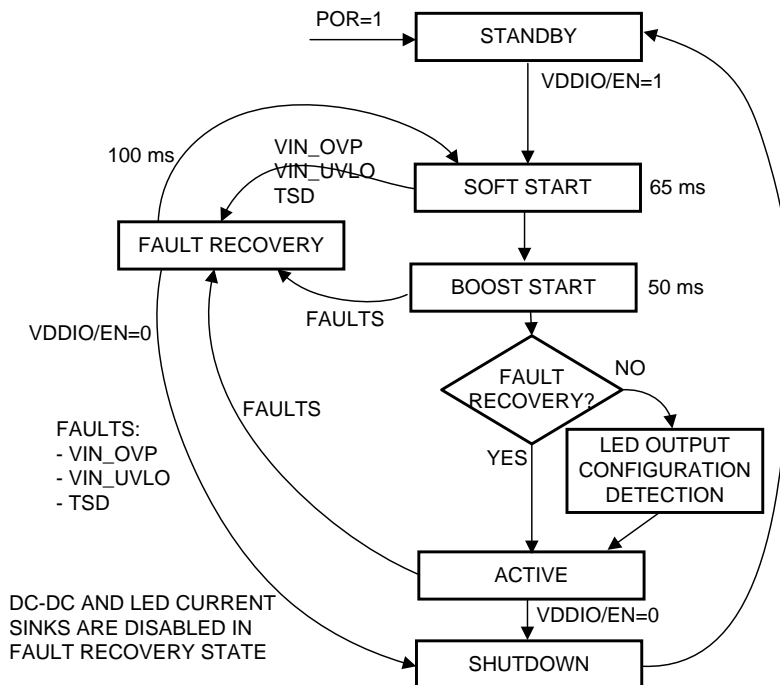 POR=1
STANDBY
VDDIO/EN=1
100 ms
VIN_OVP
VIN_UVLO
TSD
SOFT START
65 ms
FAULT RECOVERY
BOOST START
50 ms
FAULTS
VDDIO/EN=0
FAULT
RECOVERY?
NO
YES
FAULTS
LED OUTPUT
CONFIGURATION
DETECTION
FAULTS:
- VIN_OVP
- VIN_UVLO
- TSD
ACTIVE
VDDIO/EN=0
DC-DC AND LED CURRENT
SINKS ARE DISABLED IN
FAULT RECOVERY STATE
SHUTDOWN